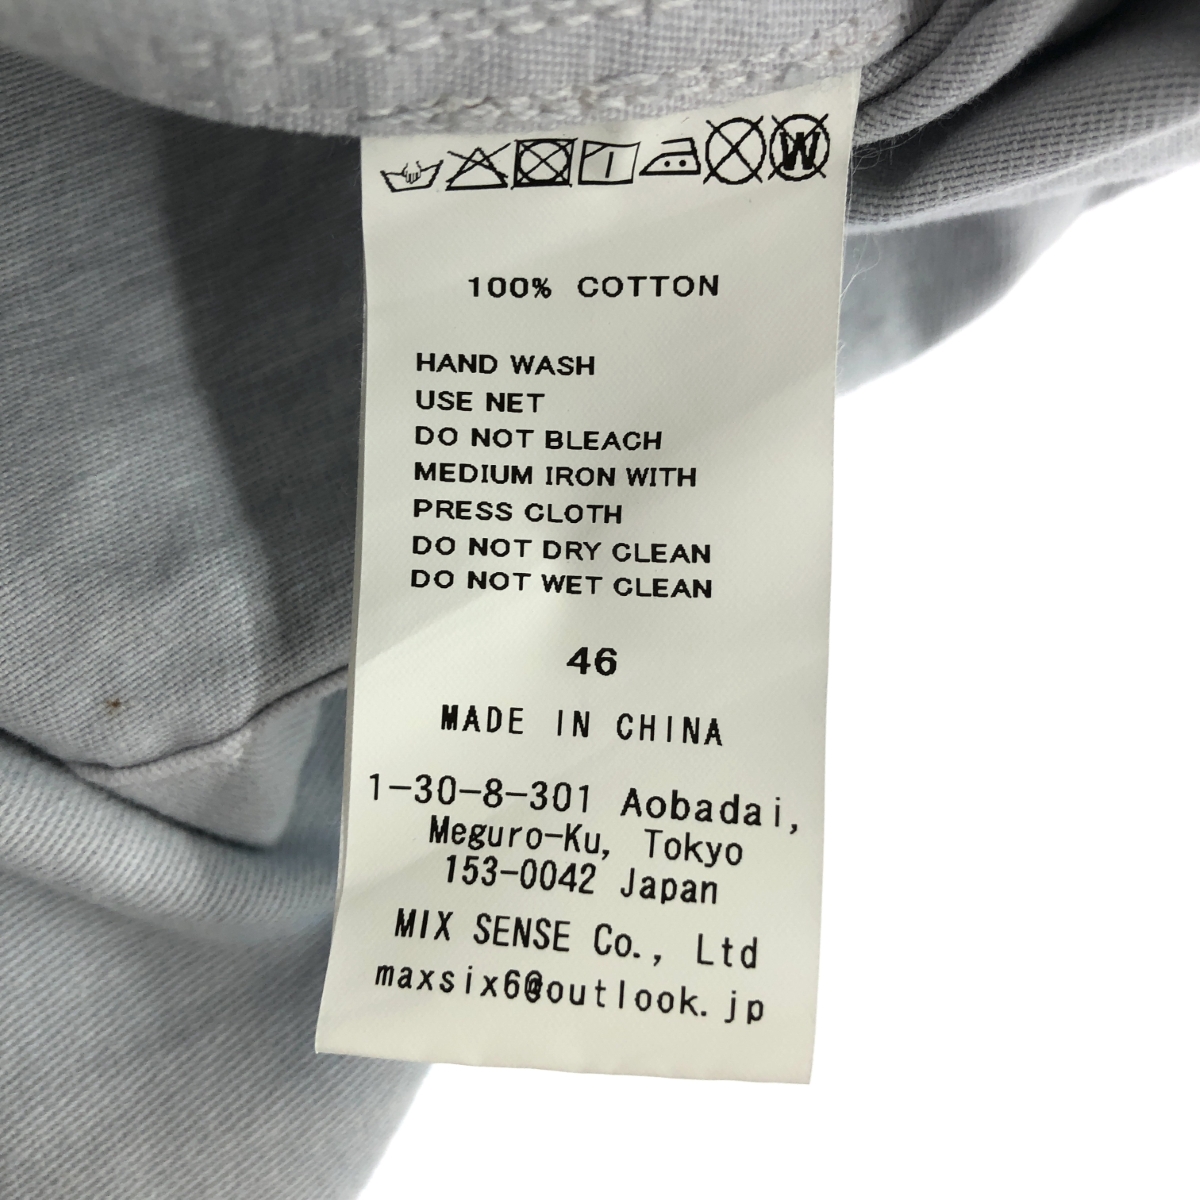 W
100% COTTON
HAND WASH
USE NET
DO NOT BLEACH
MEDIUM IRON WITH
PRESS CLOTH
DO NOT DRY CLEAN
DO NOT WET CLEAN
46
MADE IN CHINA
1-30-8-301 Aobadai,
Meguro-Ku, Tokyo
153-0042 Japan
MIX SENSE Co., Ltd
maxsix6@outlook.jp